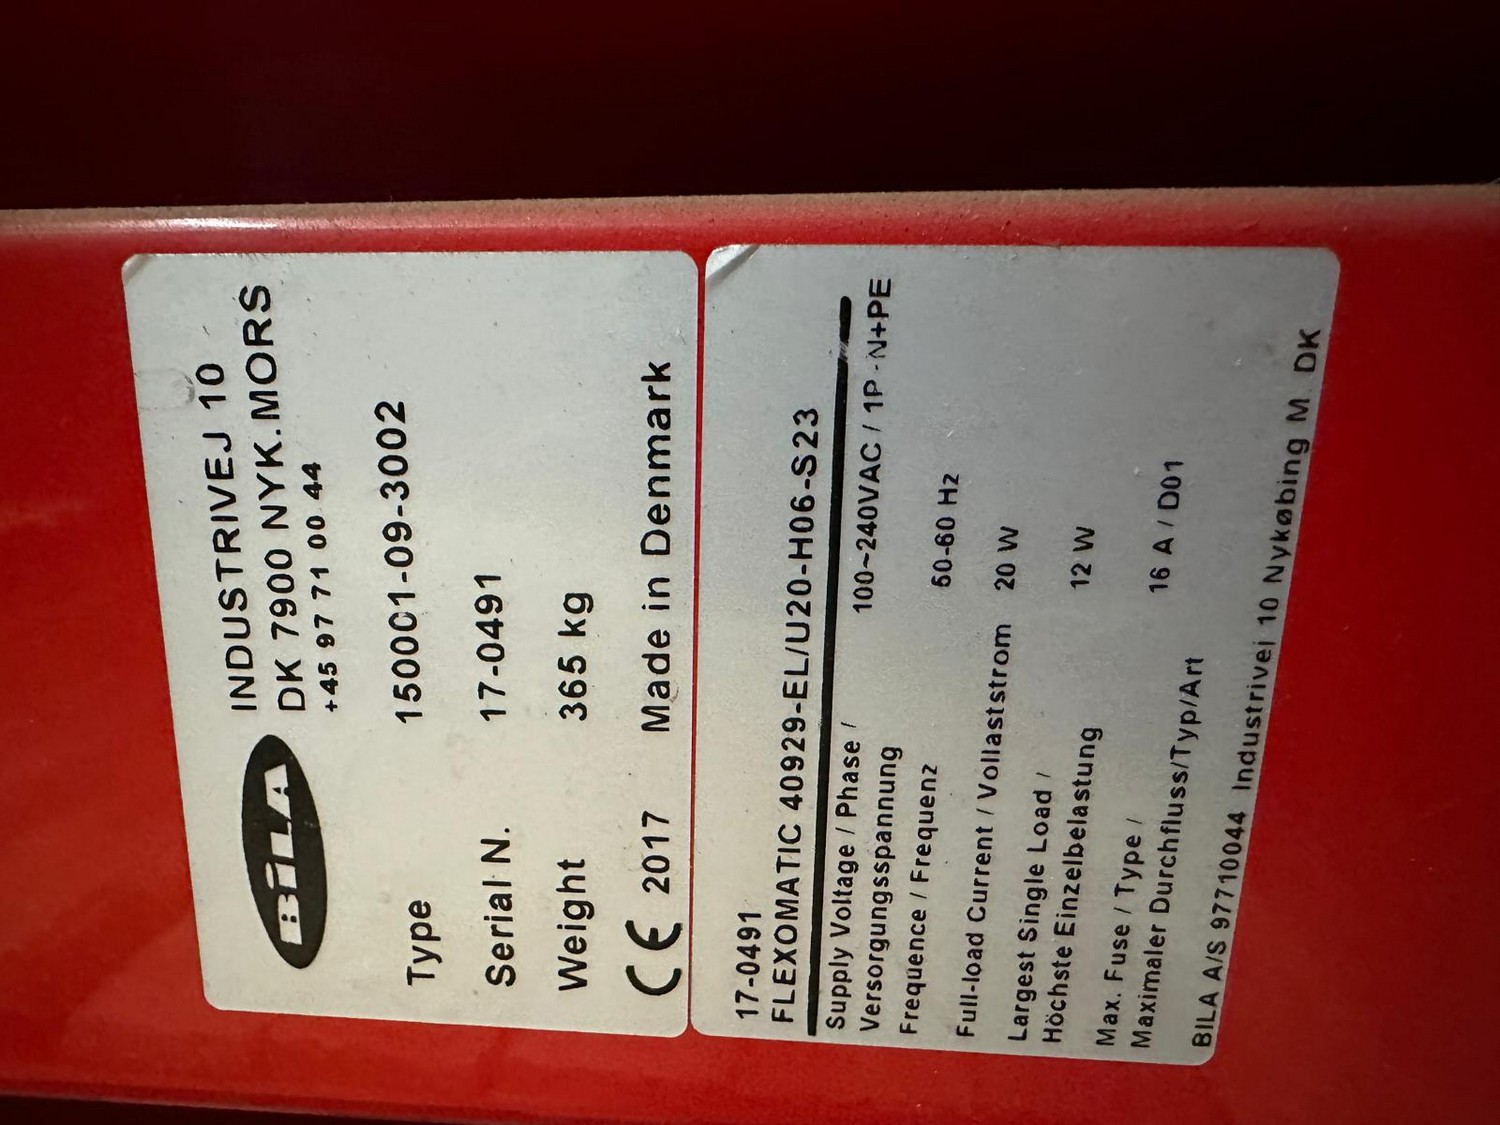 BiLA
INDUSTRIVEJ 10
DK 7900 NYK.MORS
+45 97 71 00 44
Type 150001-09-3002
Serial N. 17-0491
Weight 365 kg
CE 2017 Made in Denmark
17-0491
FLEXOMATIC 40929-EL/U20-H06-S23
Supply Voltage / Phase / 100~240VAC / 1P -N+PE
Versorgungsspannung
Frequence / Frequenz 50-60 Hz
Full-load Current / Vollaststrom 20 W
Largest Single Load / 12 W
Höchste Einzelbelastung
Max. Fuse / Type / 16 A / D01
Maximaler Durchfluss/Typ/Art
BILA A/S 97710044 Industrivej 10 Nykøbing M. DK